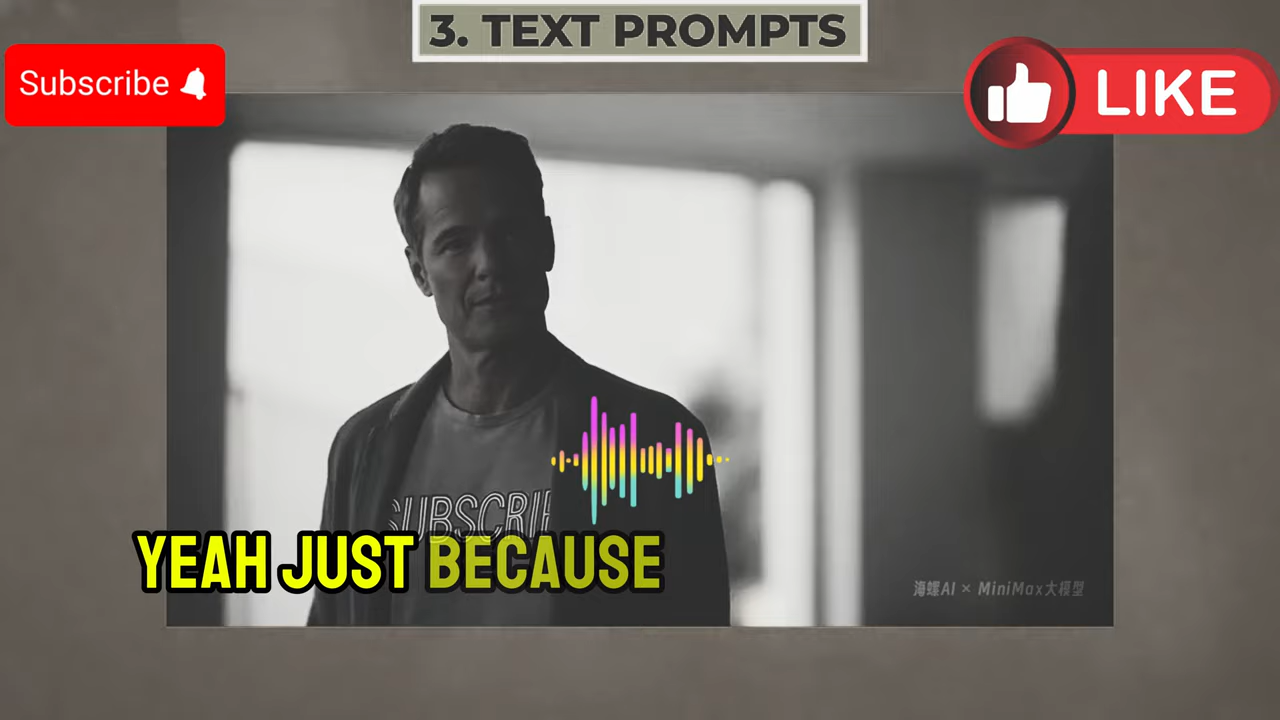 3. TEXT PROMPTS
Subscribe
LIKE
SUBSCRIB
YEAH JUST BECAUSE
海螺AI × MiniMax大模型